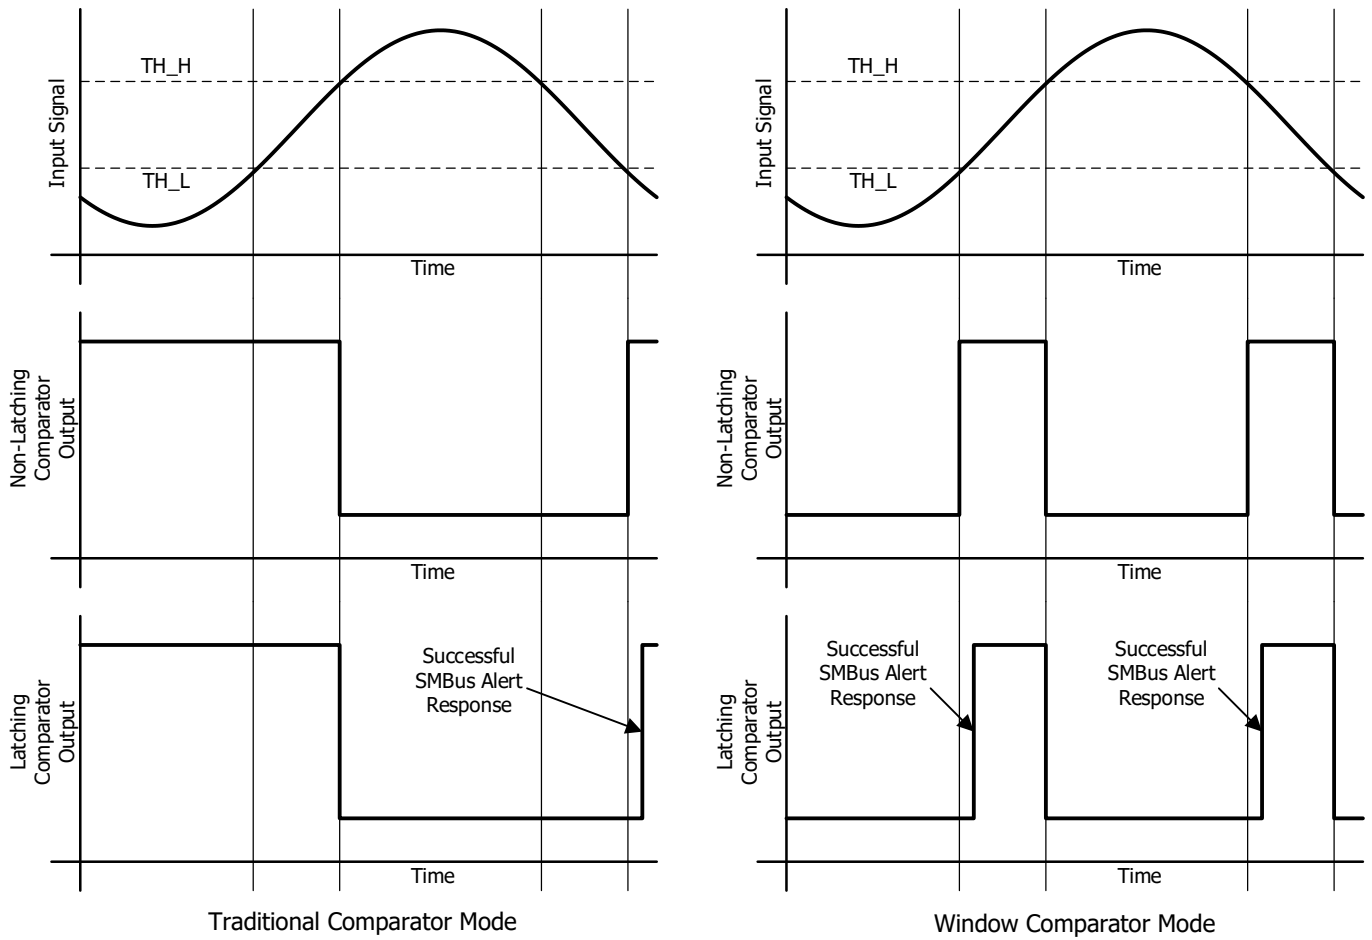 TH_H
TH_L
Input Signal
Time
Non-Latching
Comparator
Output
Time
Successful
SMBus Alert
Response
Latching
Comparator
Output
Time
Traditional Comparator Mode
TH_H
TH_L
Input Signal
Time
Non-Latching
Comparator
Output
Time
Successful
SMBus Alert
Response
Successful
SMBus Alert
Response
Latching
Comparator
Output
Time
Window Comparator Mode